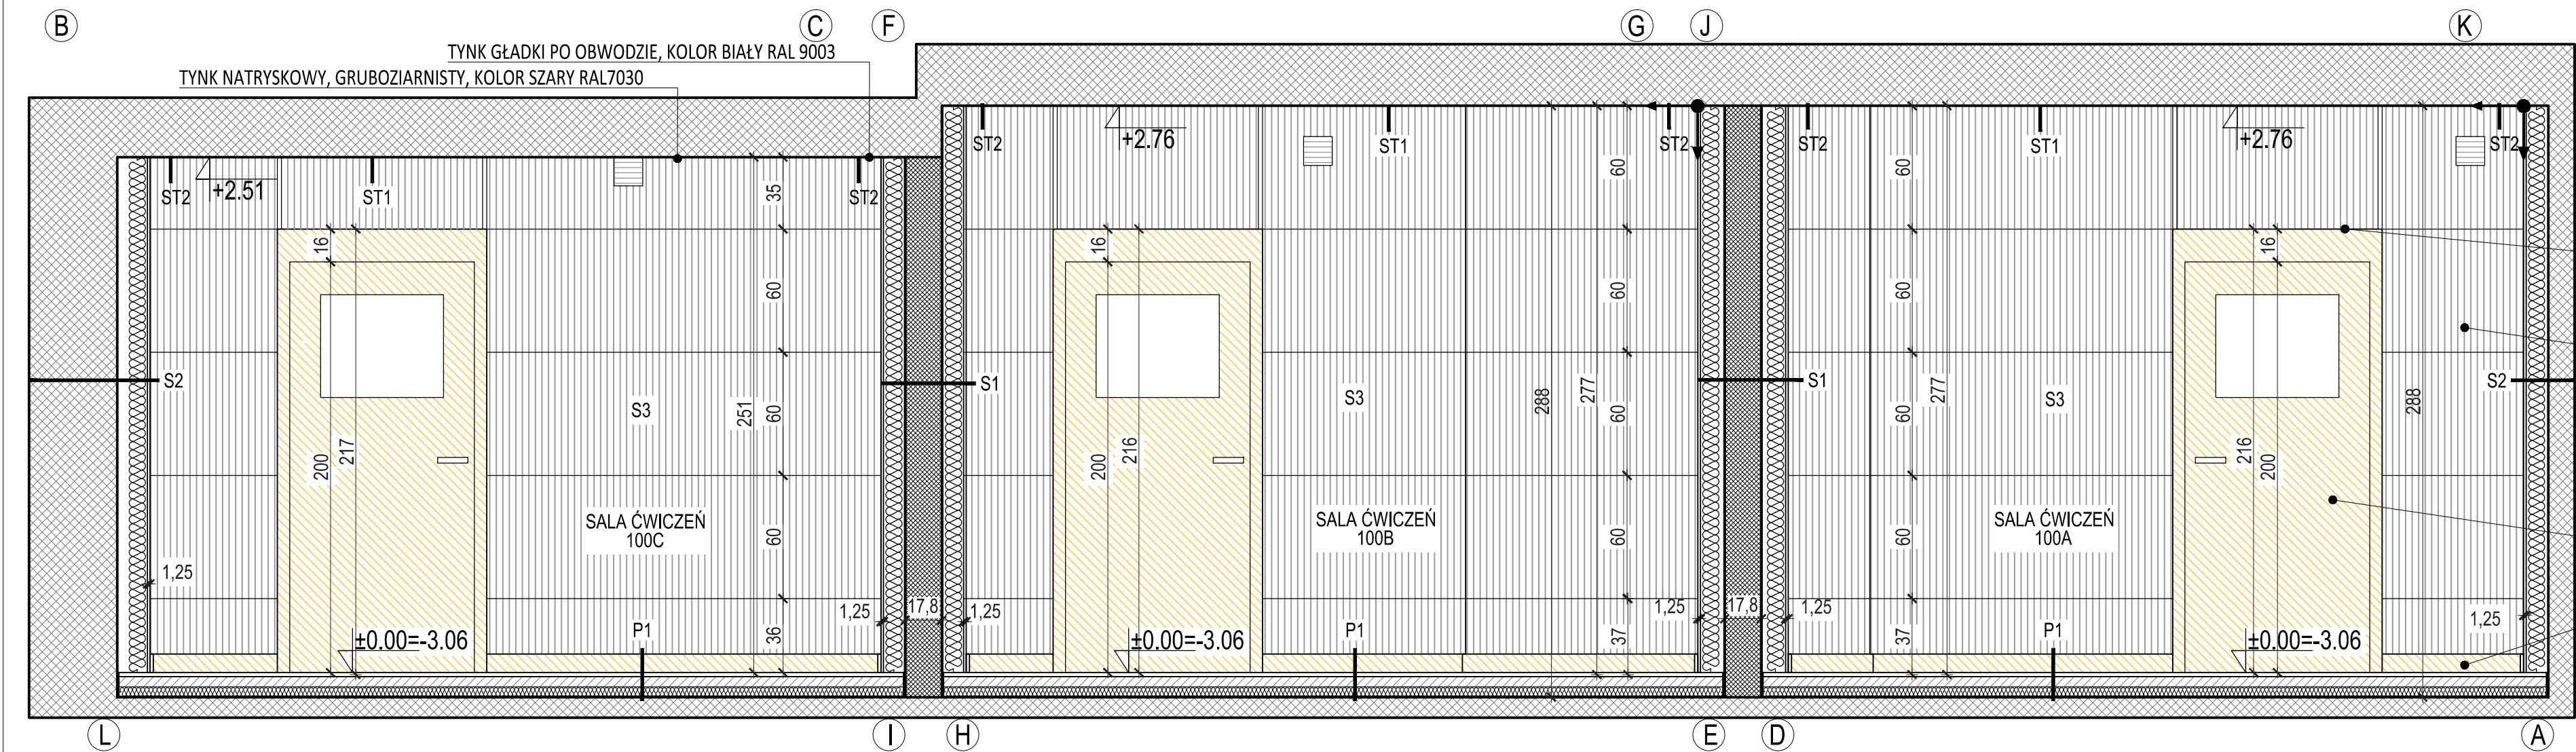 B
C
F
G
J
K
TYNK GŁADKI PO OBWODZIE, KOLOR BIAŁY RAL 9003
TYNK NATRYSKOWY, GRUBOZIARNISTY, KOLOR SZARY RAL7030
ST2
+2.51
ST1
ST2
35
ST2
+2.76
ST1
ST2
60
60
ST2
ST1
+2.76
ST2
16
60
16
60
60
16
S2
200
217
S3
251
60
S1
200
216
S3
288
277
60
S1
60
277
S3
216
200
288
S2
SALA ĆWICZEŃ
100C
60
SALA ĆWICZEŃ
100B
60
60
SALA ĆWICZEŃ
100A
1,25
±0.00=-3.06
P1
36
1,25
17,8
1,25
±0.00=-3.06
P1
37
1,25
17,8
1,25
37
P1
±0.00=-3.06
1,25
L
I
H
E
D
A